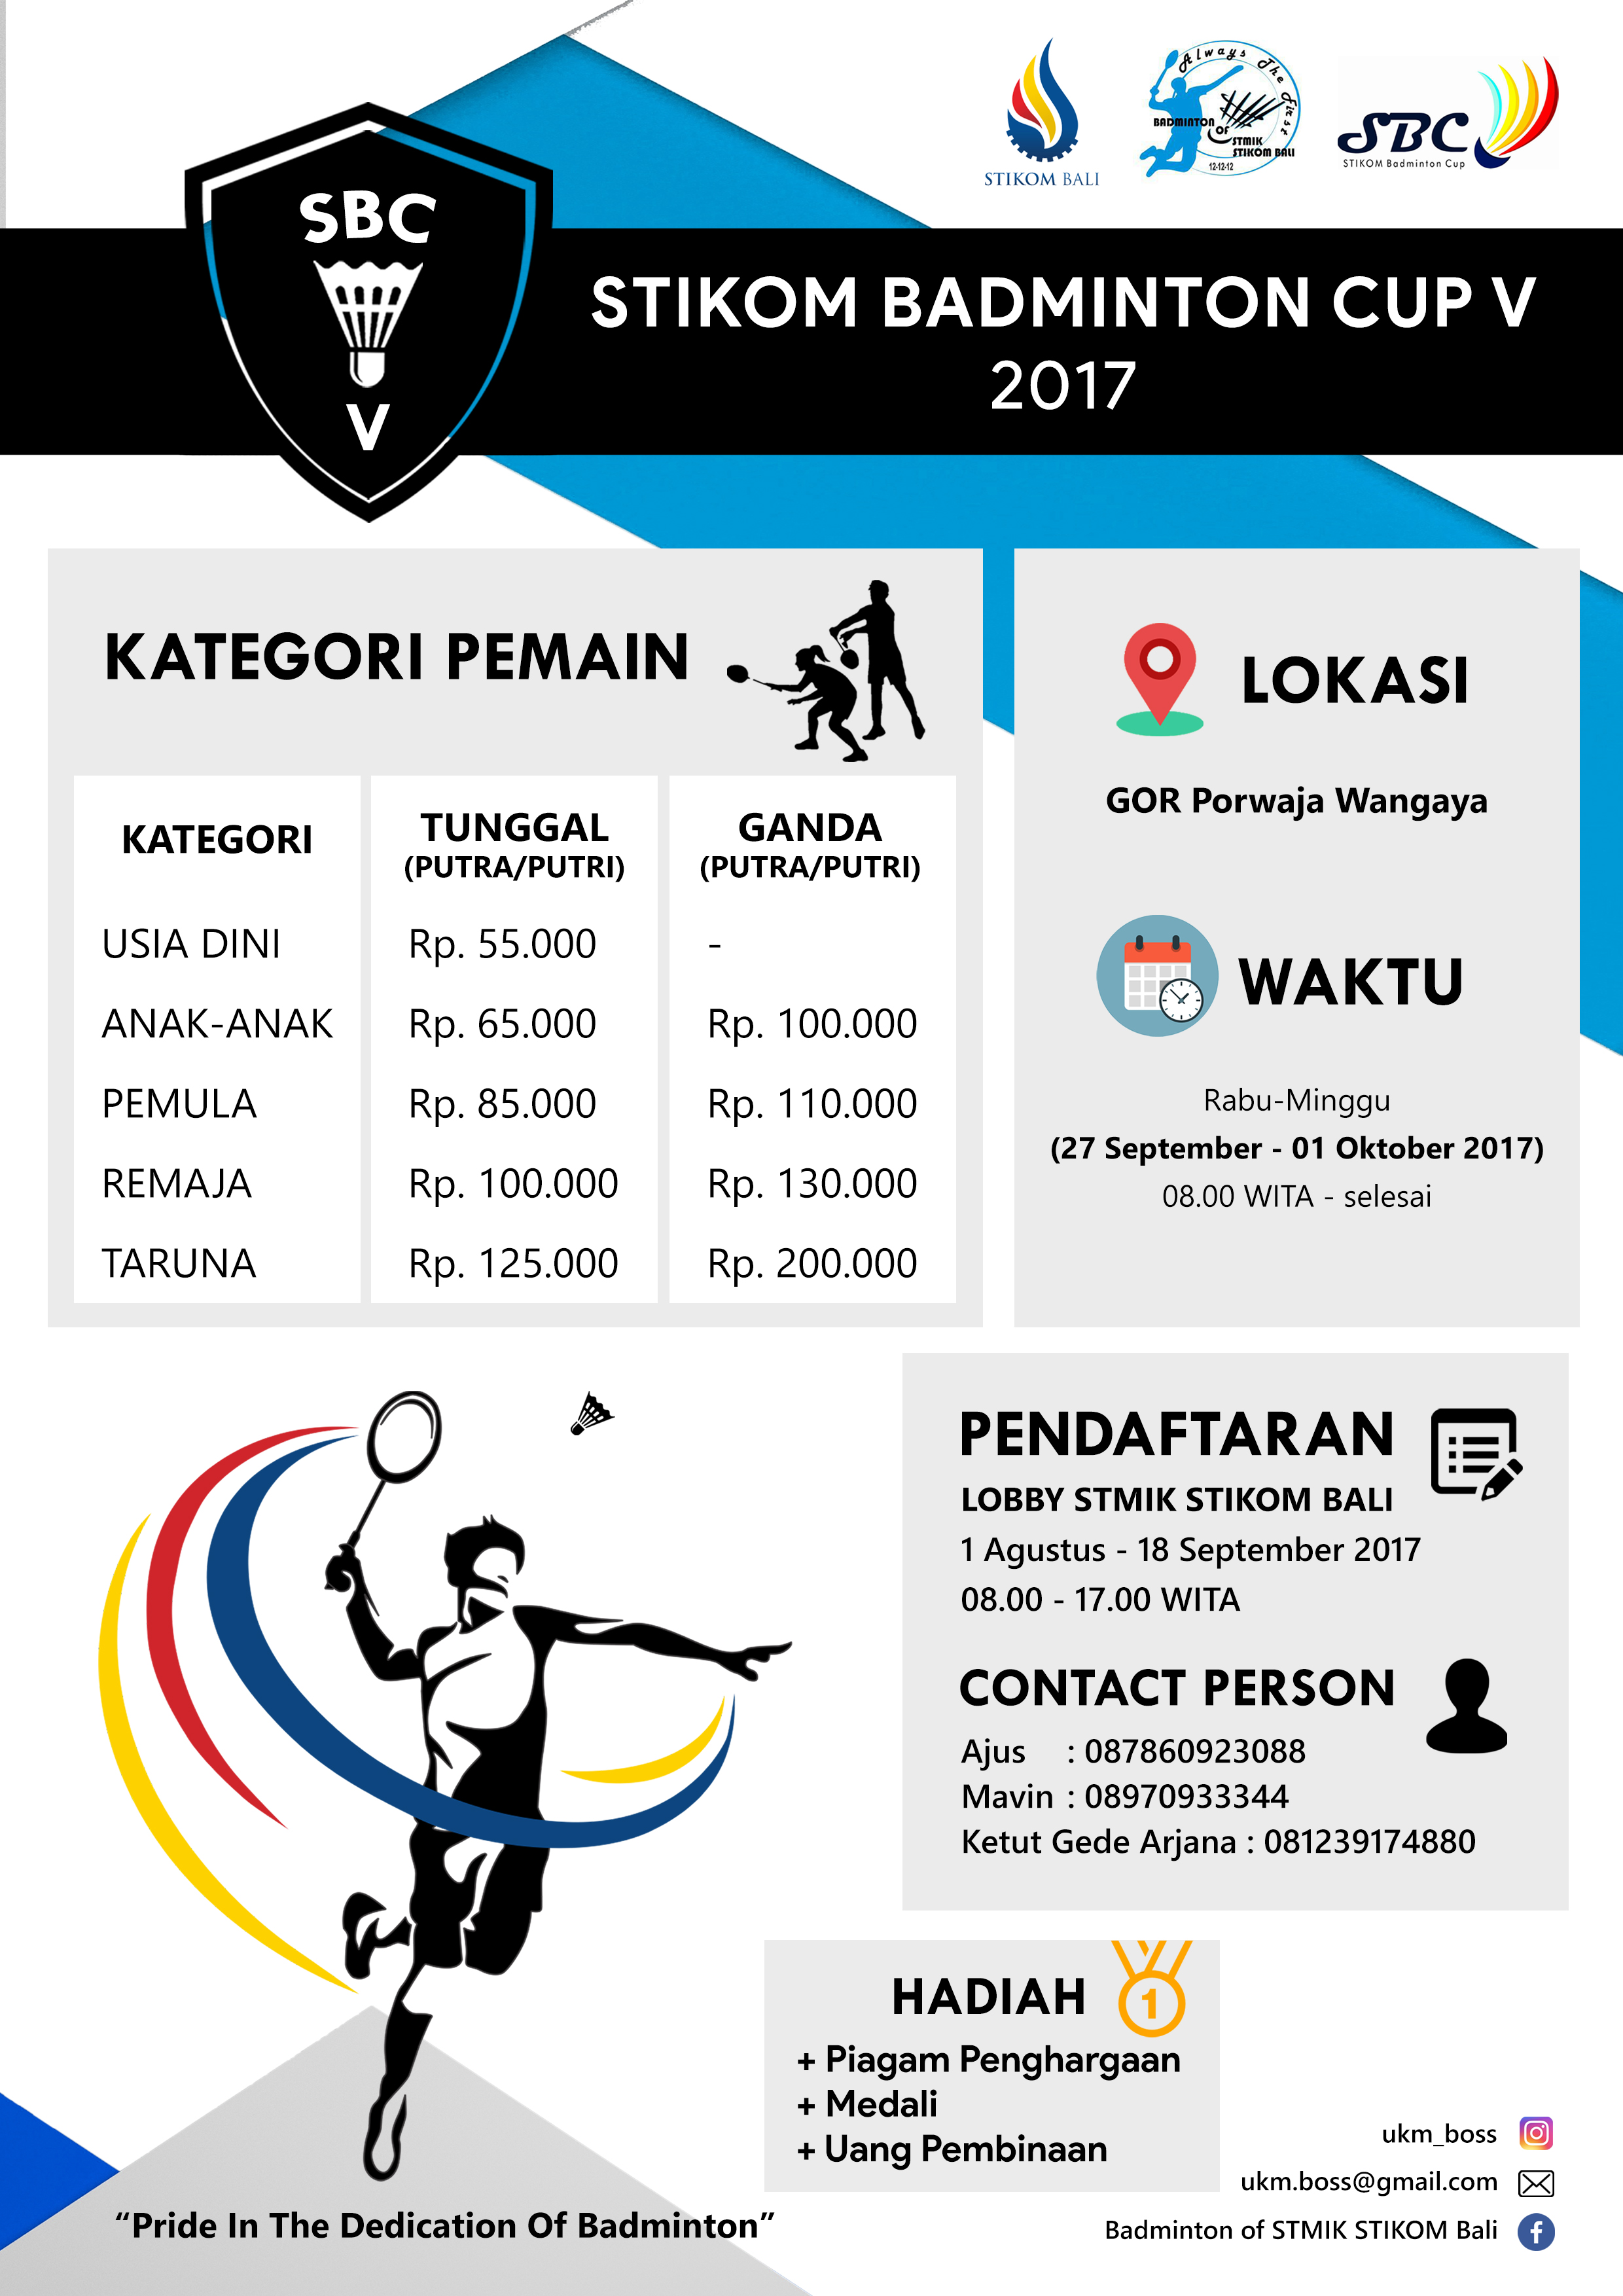 STIKOM BALI
Always The First
BADMINTON
OF
STMIK
STIKOM BALI
12-12-12
SBC
STIKOM Badminton Cup
SBC
V
STIKOM BADMINTON CUP V
2017
KATEGORI PEMAIN
KATEGORI TUNGGAL GANDA
(PUTRA/PUTRI) (PUTRA/PUTRI)
USIA DINI Rp. 55.000 -
ANAK-ANAK Rp. 65.000 Rp. 100.000
PEMULA Rp. 85.000 Rp. 110.000
REMAJA Rp. 100.000 Rp. 130.000
TARUNA Rp. 125.000 Rp. 200.000
LOKASI
GOR Porwaja Wangaya
WAKTU
Rabu-Minggu
(27 September - 01 Oktober 2017)
08.00 WITA - selesai
PENDAFTARAN
LOBBY STMIK STIKOM BALI
1 Agustus - 18 September 2017
08.00 - 17.00 WITA
CONTACT PERSON
Ajus : 087860923088
Mavin : 08970933344
Ketut Gede Arjana : 081239174880
HADIAH
1
+ Piagam Penghargaan
+ Medali
+ Uang Pembinaan
ukm_boss
ukm.boss@gmail.com
Badminton of STMIK STIKOM Bali
“Pride In The Dedication Of Badminton”